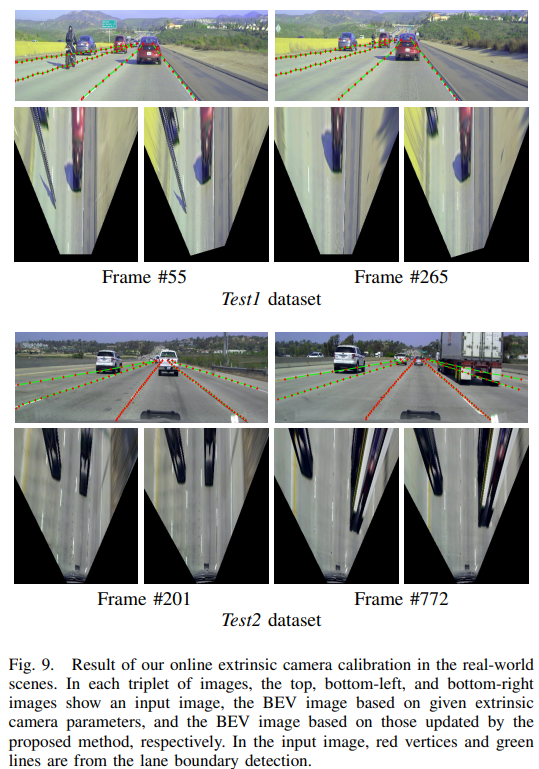 Frame #55
Frame #265
Test1 dataset
Frame #201
Frame #772
Test2 dataset
Fig. 9. Result of our online extrinsic camera calibration in the real-world
scenes. In each triplet of images, the top, bottom-left, and bottom-right
images show an input image, the BEV image based on given extrinsic
camera parameters, and the BEV image based on those updated by the
proposed method, respectively. In the input image, red vertices and green
lines are from the lane boundary detection.